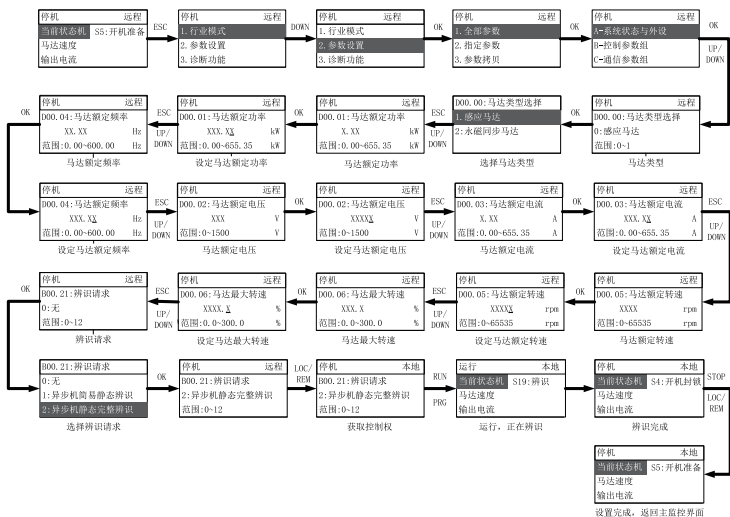 停机 远程
当前状态机 S5:开机准备
马达速度
输出电流
ESC
停机 远程
1.行业模式
2.参数设置
3.诊断功能
DOWN
停机 远程
1.行业模式
2.参数设置
3.诊断功能
OK
停机 远程
1.全部参数
2.指定参数
3.参数拷贝
OK
停机 远程
A-系统状态与外设
B-控制参数组
C-通信参数组
OK
UP/
DOWN
OK
停机 远程
D00.04:马达额定频率
XX.XX Hz
范围:0.00~600.00 Hz
马达额定频率
ESC
UP/
DOWN
停机 远程
D00.01:马达额定功率
XXX.XX kW
范围:0.00~655.35 kW
设定马达额定功率
OK
停机 远程
D00.01:马达额定功率
X.XX kW
范围:0.00~655.35 kW
马达额定功率
ESC
UP/
DOWN
D00.00:马达类型选择
1.感应马达
2:永磁同步马达
选择马达类型
OK
停机 远程
D00.00:马达类型选择
0:感应马达
范围:0~1
马达类型
停机 远程
D00.04:马达额定频率
XXX.XX Hz
范围:0.00~600.00 Hz
设定马达额定频率
ESC
UP/
DOWN
停机 远程
D00.02:马达额定电压
XXX V
范围:0~1500 V
马达额定电压
OK
停机 远程
D00.02:马达额定电压
XXXXX V
范围:0~1500 V
设定马达额定电压
ESC
UP/
DOWN
停机 远程
D00.03:马达额定电流
X.XX A
范围:0.00~655.35 A
马达额定电流
OK
停机 远程
D00.03:马达额定电流
XXX.XX A
范围:0.00~655.35 A
设定马达额定电流
ESC
UP/
DOWN
OK
停机 远程
B00.21:辨识请求
0:无
范围:0~12
辨识请求
ESC
UP/
DOWN
停机 远程
D00.06:马达最大转速
XXXX.X %
范围:0.0~300.0 %
设定马达最大转速
OK
停机 远程
D00.06:马达最大转速
XXX.X %
范围:0.0~300.0 %
马达最大转速
ESC
UP/
DOWN
停机 远程
D00.05:马达额定转速
XXXXX rpm
范围:0~65535 rpm
设定马达额定转速
OK
停机 远程
D00.05:马达额定转速
XXXX rpm
范围:0~65535 rpm
马达额定转速
B00.21:辨识请求
0:无
1:异步机简易静态辨识
2:异步机静态完整辨识
选择辨识请求
OK
停机 远程
B00.21:辨识请求
2:异步机静态完整辨识
范围:0~12
LOC/
REM
停机 本地
B00.21:辨识请求
2:异步机静态完整辨识
范围:0~12
获取控制权
RUN
PRG
运行 本地
当前状态机 S19:辨识
马达速度
输出电流
运行，正在辨识
停机 本地
当前状态机 S4:开机封锁
马达速度
输出电流
辨识完成
STOP
LOC/
REM
停机 本地
当前状态机 S5:开机准备
马达速度
输出电流
设置完成，返回主监控界面